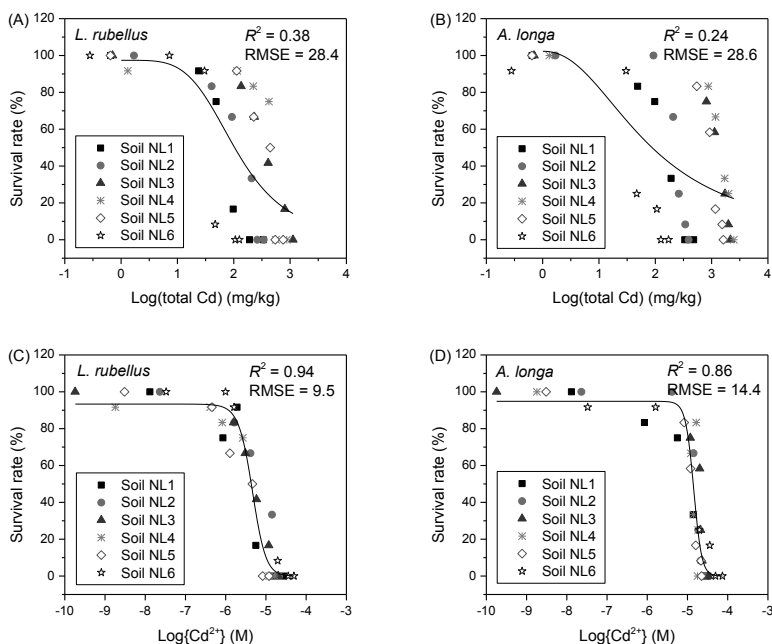 (A)
L. rubellus
R² = 0.38
RMSE = 28.4
120
100
80
60
40
20
0
Survival rate (%)
Soil NL1
Soil NL2
Soil NL3
Soil NL4
Soil NL5
Soil NL6
-1 0 1 2 3 4
Log(total Cd) (mg/kg)
(B)
A. longa
R² = 0.24
RMSE = 28.6
120
100
80
60
40
20
0
Survival rate (%)
Soil NL1
Soil NL2
Soil NL3
Soil NL4
Soil NL5
Soil NL6
-1 0 1 2 3 4
Log(total Cd) (mg/kg)
(C)
L. rubellus
R² = 0.94
RMSE = 9.5
120
100
80
60
40
20
0
Survival rate (%)
Soil NL1
Soil NL2
Soil NL3
Soil NL4
Soil NL5
Soil NL6
-10 -9 -8 -7 -6 -5 -4 -3
Log{Cd²⁺} (M)
(D)
A. longa
R² = 0.86
RMSE = 14.4
120
100
80
60
40
20
0
Survival rate (%)
Soil NL1
Soil NL2
Soil NL3
Soil NL4
Soil NL5
Soil NL6
-10 -9 -8 -7 -6 -5 -4 -3
Log{Cd²⁺} (M)